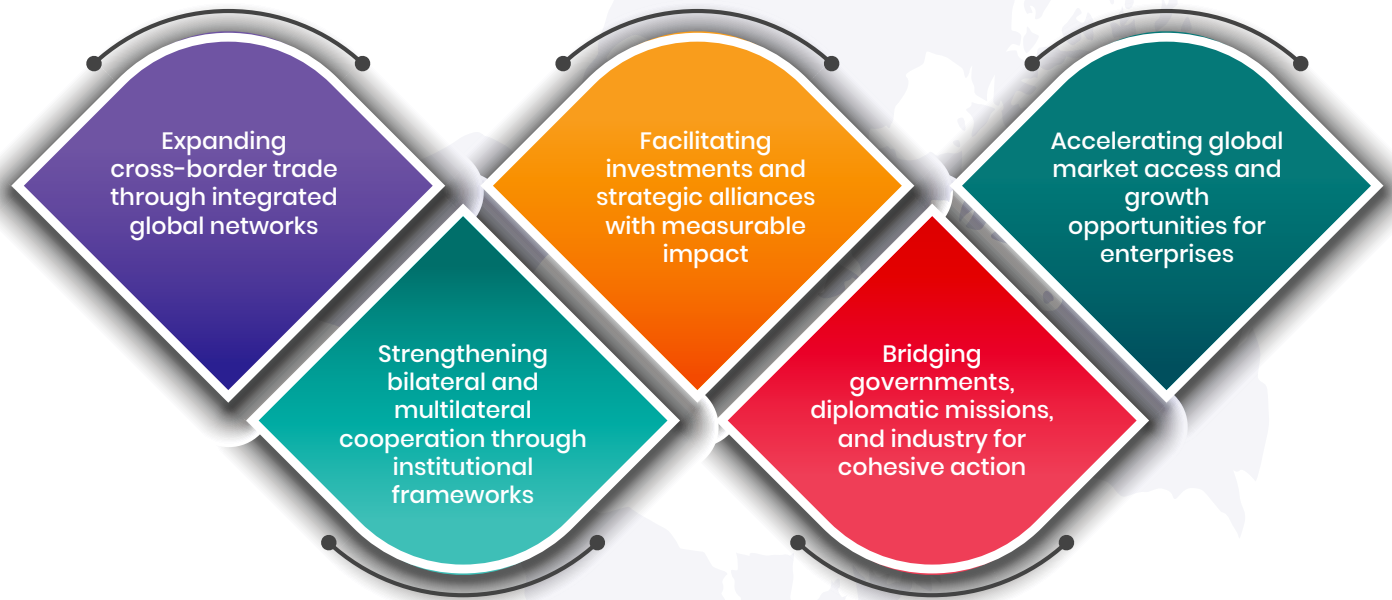 Expanding
cross-border trade
through integrated
global networks
Strengthening
bilateral and
multilateral
cooperation through
institutional
frameworks
Facilitating
investments and
strategic alliances
with measurable
impact
Bridging
governments,
diplomatic missions,
and industry for
cohesive action
Accelerating global
market access and
growth
opportunities for
enterprises